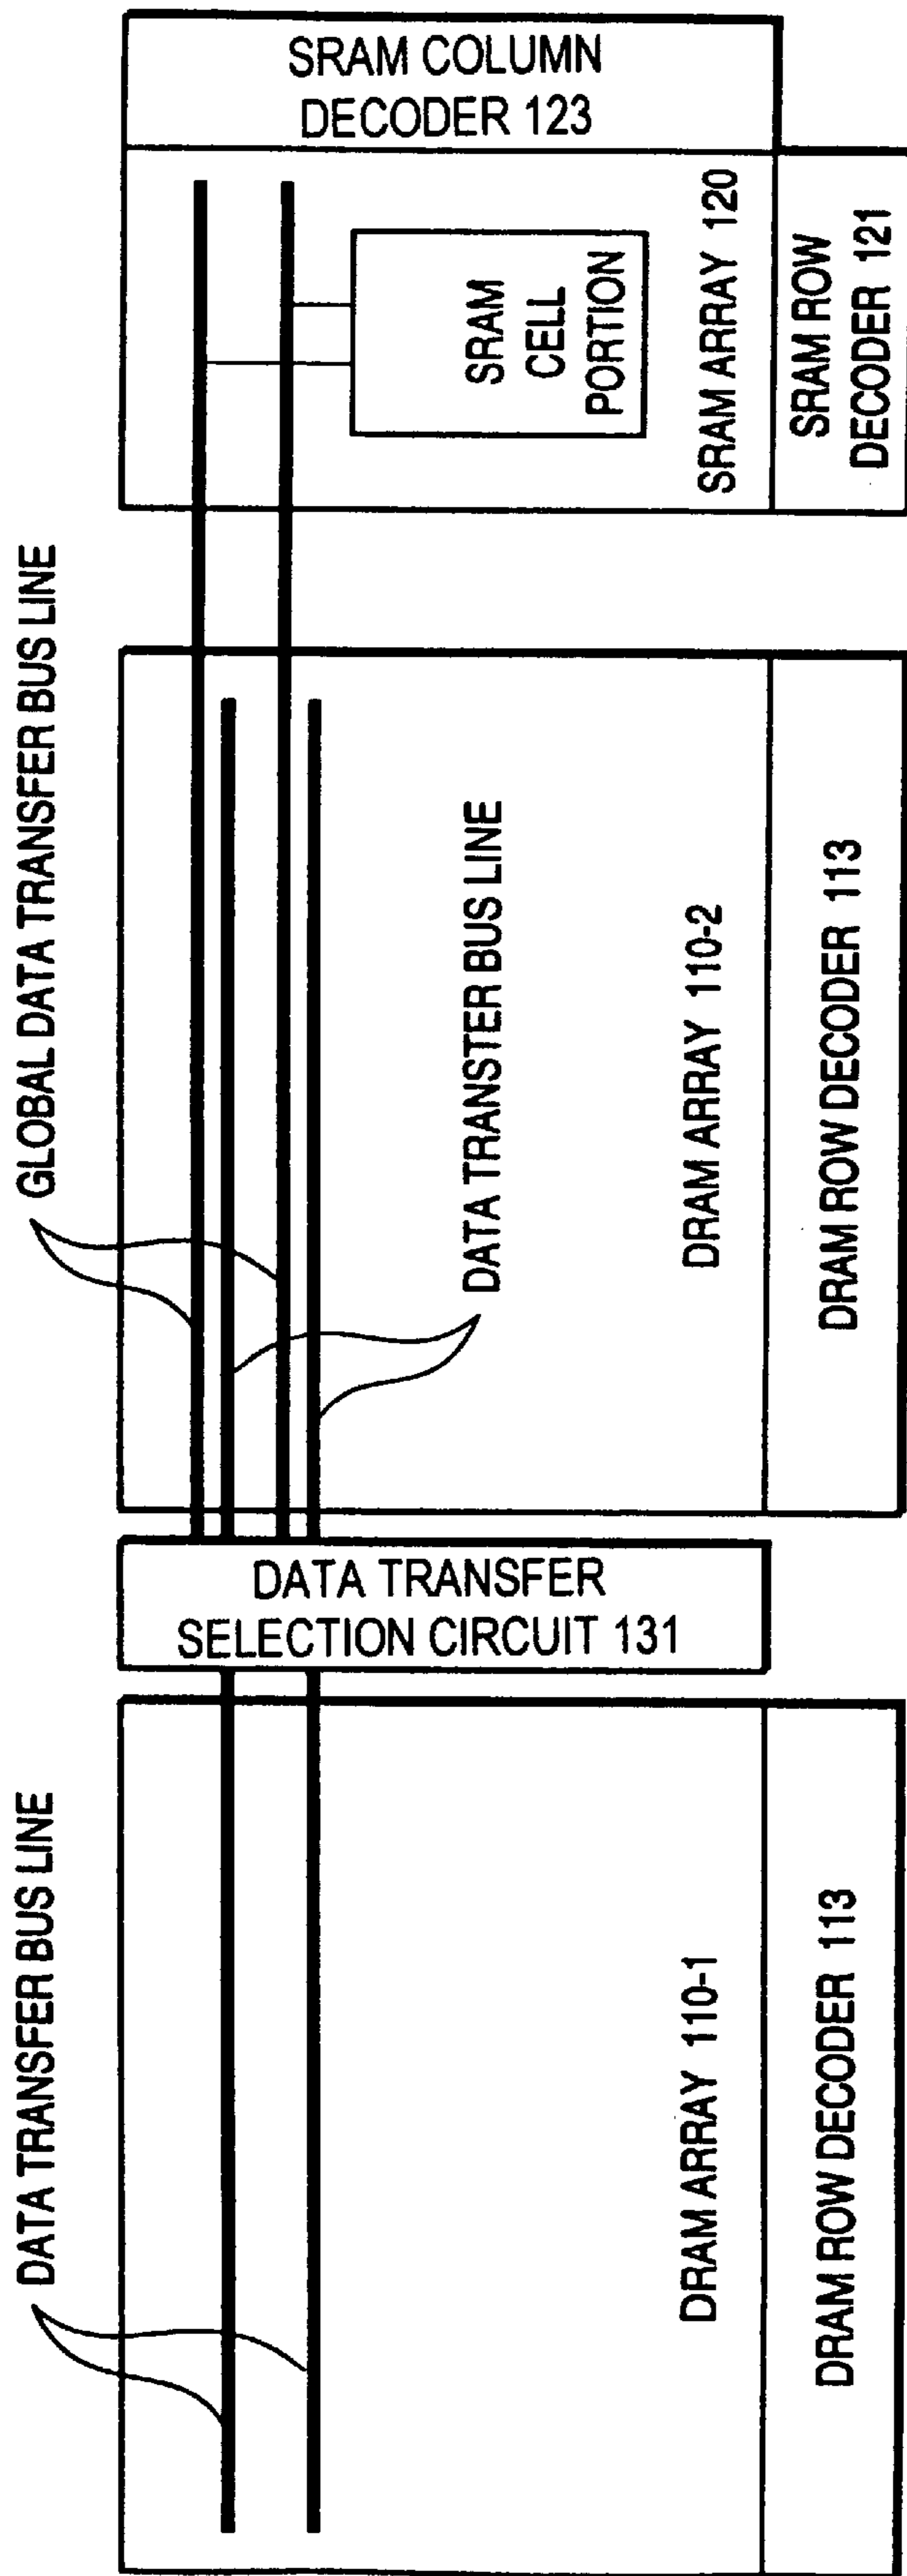 DATA TRANSFER BUS LINE
GLOBAL DATA TRANSFER BUS LINE
SRAM COLUMN
DECODER 123
DATA TRANSFER
SELECTION CIRCUIT 131
SRAM
CELL
PORTION
DATA TRANSTER BUS LINE
DRAM ARRAY 110-1
DRAM ARRAY 110-2
SRAM ARRAY 120
DRAM ROW DECODER 113
DRAM ROW DECODER 113
SRAM ROW
DECODER 121